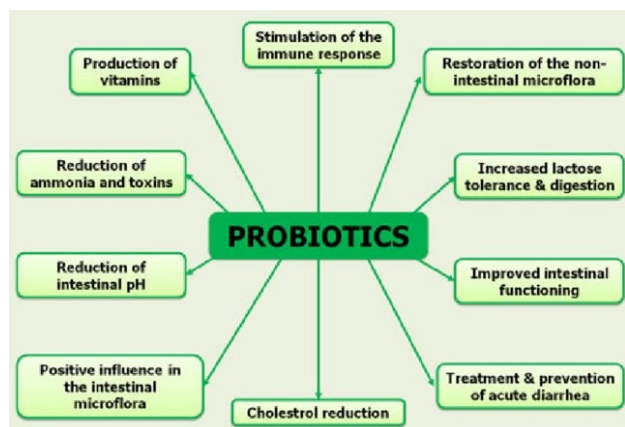 Stimulation of the
immune response
Production of
vitamins
Restoration of the non-
intestinal microflora
Reduction of
ammonia and toxins
Increased lactose
tolerance & digestion
PROBIOTICS
Reduction of
intestinal pH
Improved intestinal
functioning
Positive influence in
the intestinal
microflora
Treatment & prevention
of acute diarrhea
Cholestrol reduction